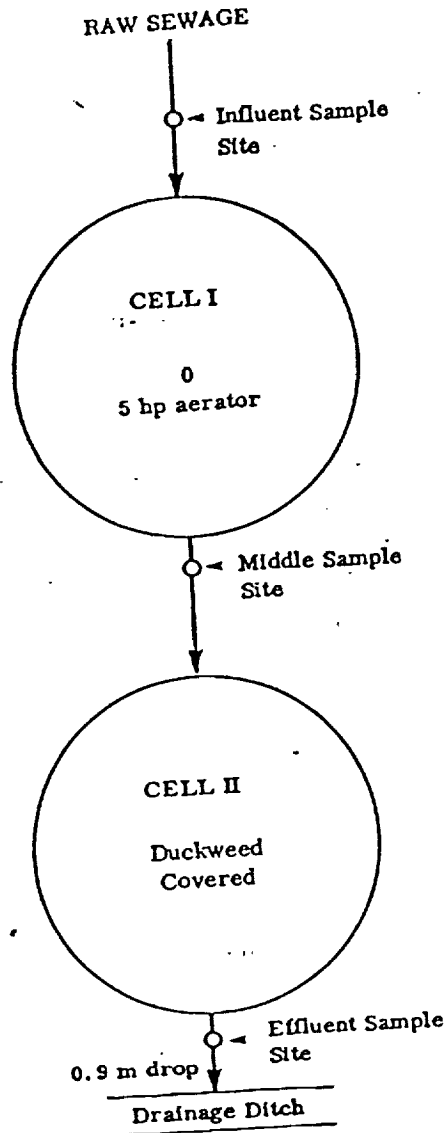 RAW SEWAGE
Influent Sample
Site
CELL I
0
5 hp aerator
Middle Sample
Site
CELL II
Duckweed
Covered
Effluent Sample
Site
0.9 m drop
Drainage Ditch